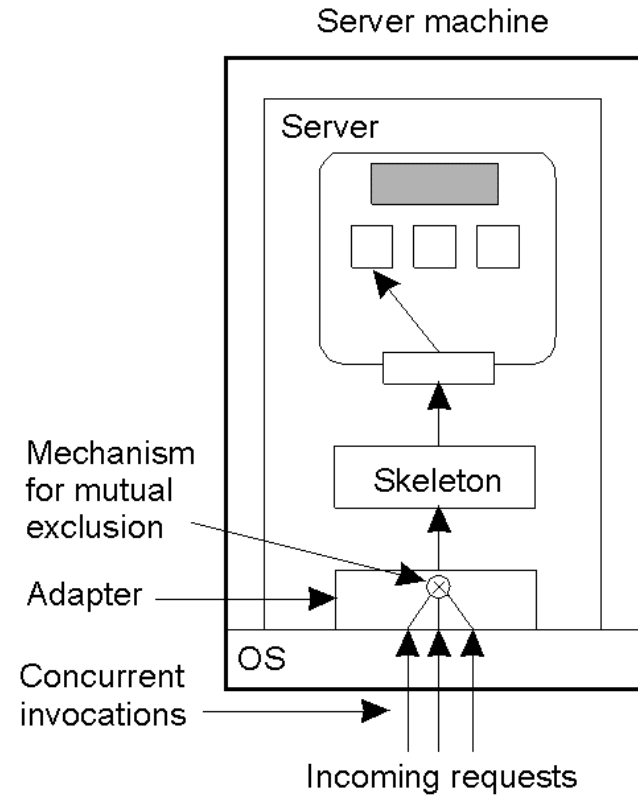 Server machine
Server
Mechanism
for mutual
exclusion
Skeleton
Adapter
OS
Concurrent
invocations
Incoming requests